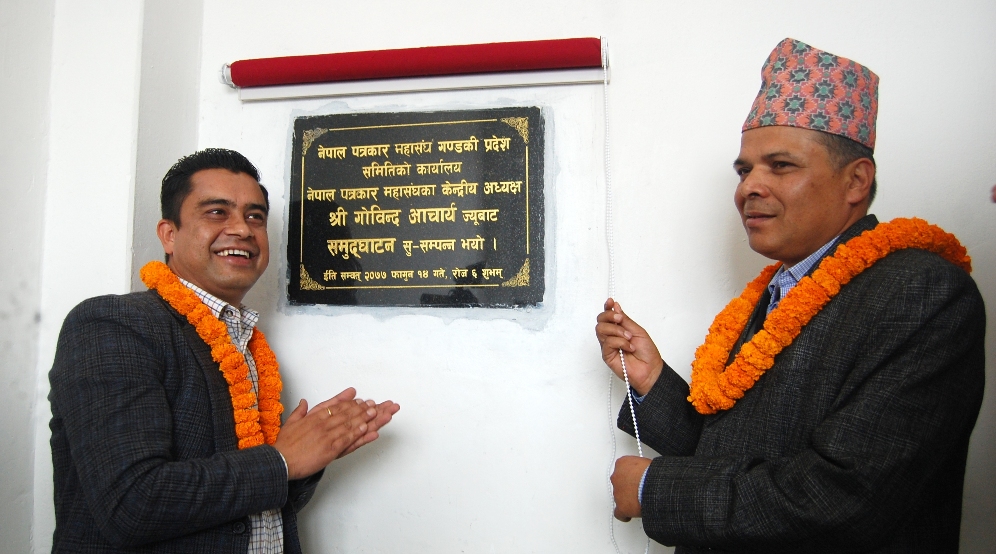 नेपाल पत्रकार महासंघ गण्डकी प्रदेश
समितिको कार्यालय
नेपाल पत्रकार महासंघका केन्द्रीय अध्यक्ष
श्री गोविन्द आचार्य ज्यूबाट
समुद्घाटन सु-सम्पन्न भयो ।
ईति सम्वत् २०७७ फागुन १४ गते, रोज ६ शुभम्